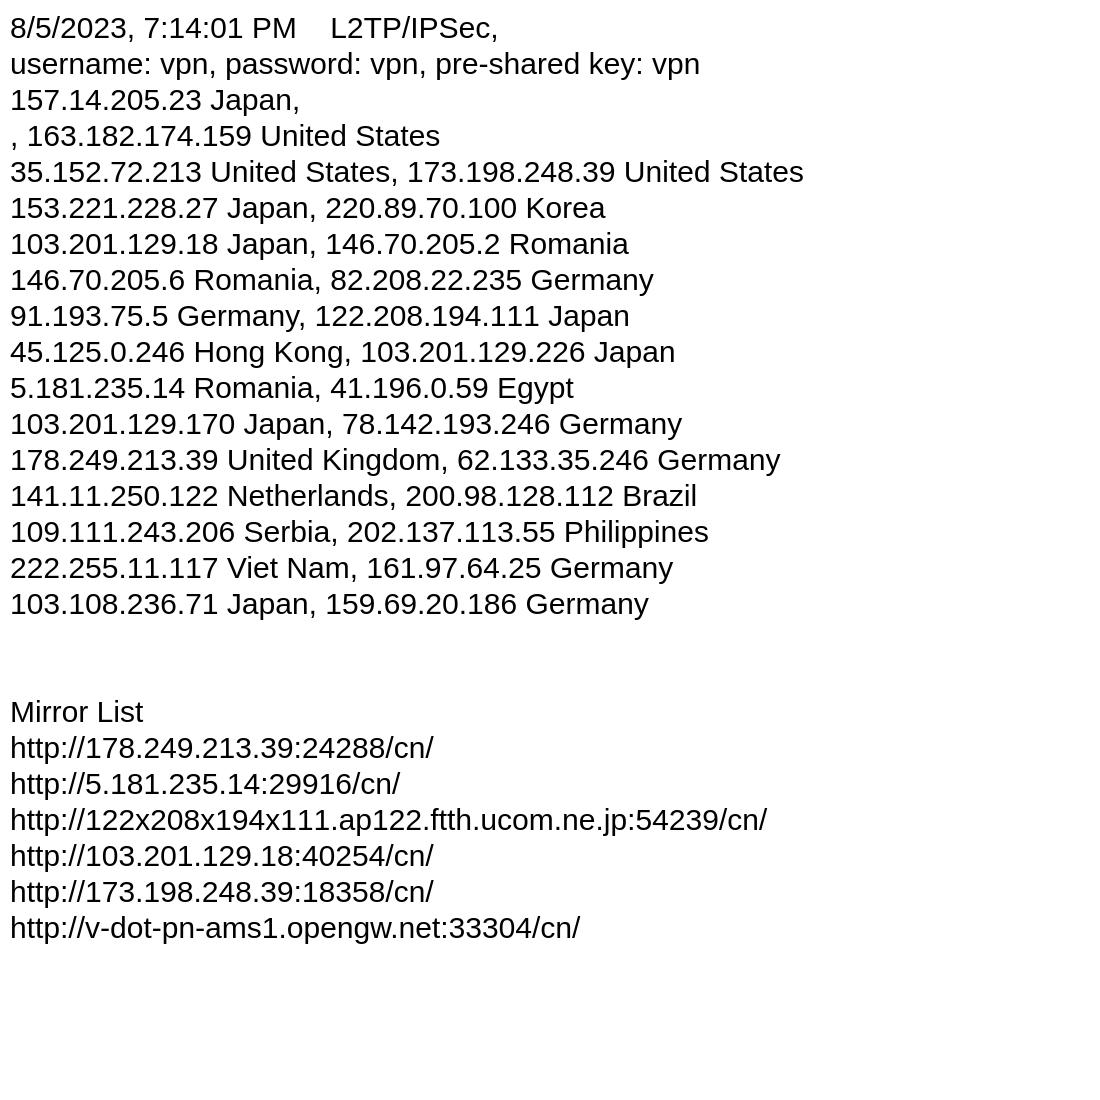 8/5/2023, 7:14:01 PM    L2TP/IPSec,
username: vpn, password: vpn, pre-shared key: vpn
157.14.205.23 Japan,
, 163.182.174.159 United States
35.152.72.213 United States, 173.198.248.39 United States
153.221.228.27 Japan, 220.89.70.100 Korea
103.201.129.18 Japan, 146.70.205.2 Romania
146.70.205.6 Romania, 82.208.22.235 Germany
91.193.75.5 Germany, 122.208.194.111 Japan
45.125.0.246 Hong Kong, 103.201.129.226 Japan
5.181.235.14 Romania, 41.196.0.59 Egypt
103.201.129.170 Japan, 78.142.193.246 Germany
178.249.213.39 United Kingdom, 62.133.35.246 Germany
141.11.250.122 Netherlands, 200.98.128.112 Brazil
109.111.243.206 Serbia, 202.137.113.55 Philippines
222.255.11.117 Viet Nam, 161.97.64.25 Germany
103.108.236.71 Japan, 159.69.20.186 Germany
Mirror List
http://178.249.213.39:24288/cn/
http://5.181.235.14:29916/cn/
http://122x208x194x111.ap122.ftth.ucom.ne.jp:54239/cn/
http://103.201.129.18:40254/cn/
http://173.198.248.39:18358/cn/
http://v-dot-pn-ams1.opengw.net:33304/cn/